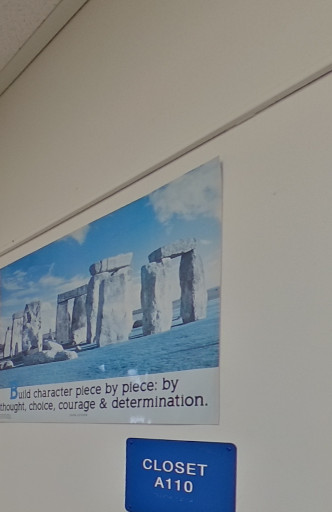 Build character piece by piece: by
thought, choice, courage & determination.
CLOSET
A110